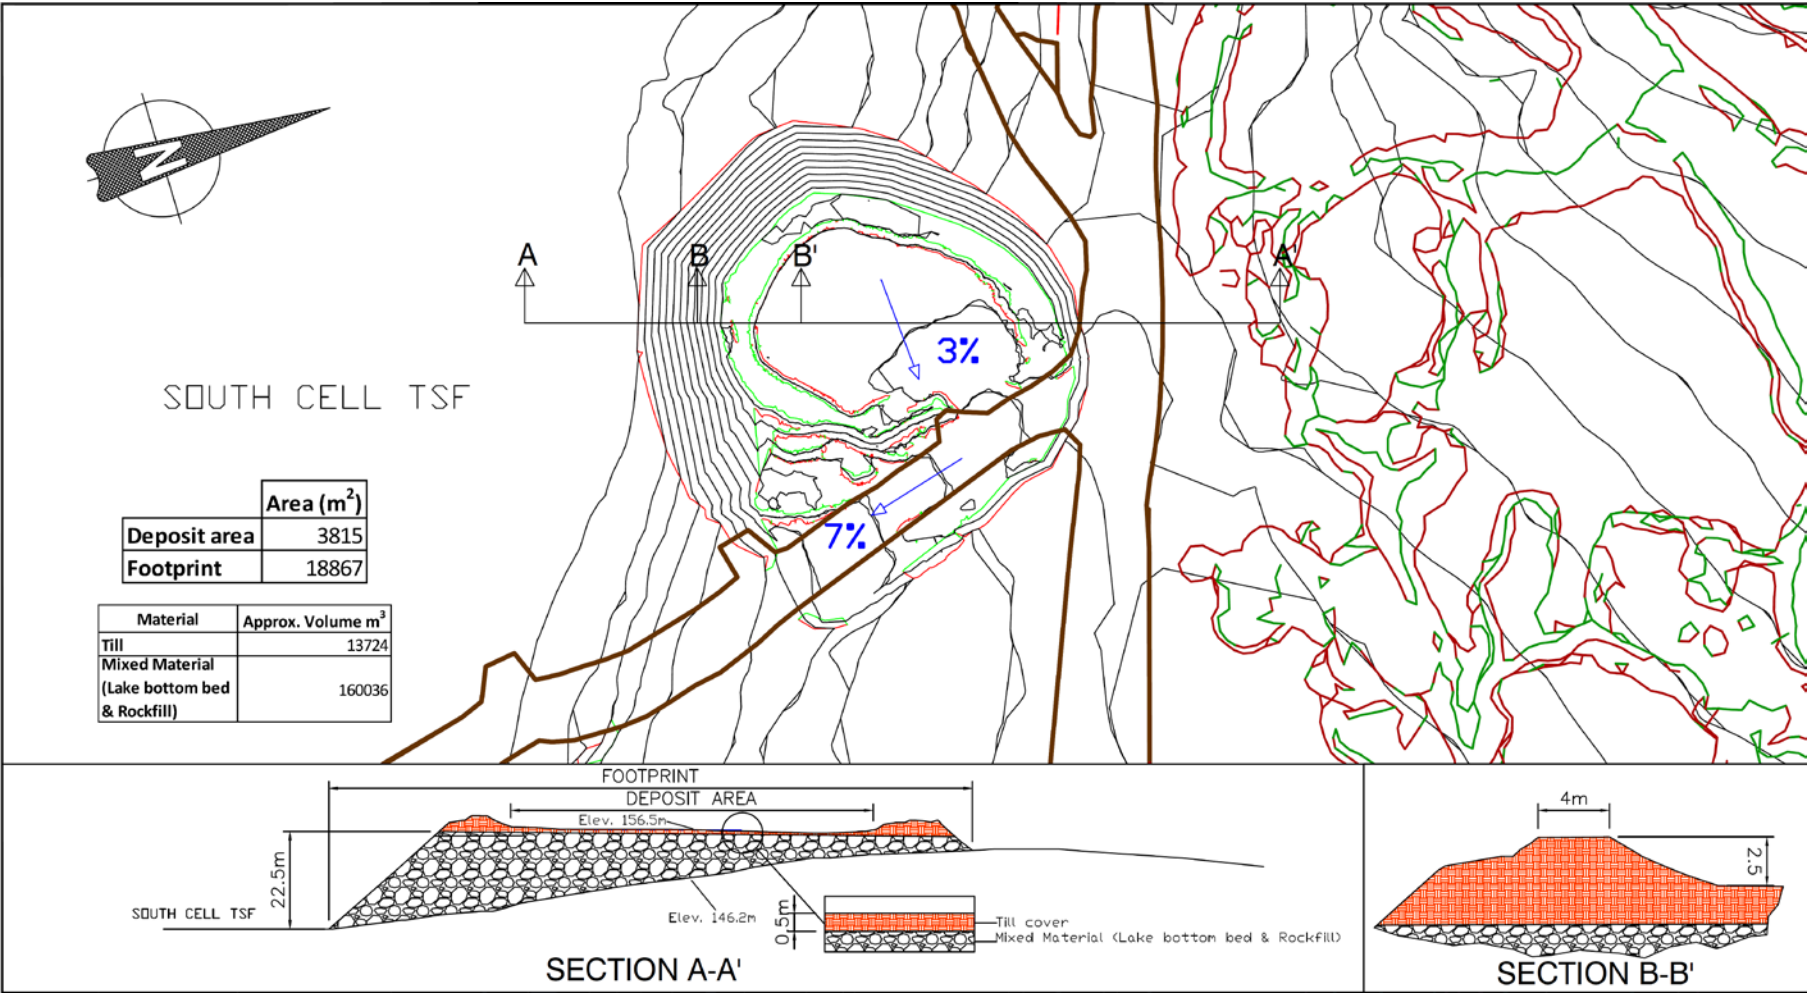 N
A
B
B'
A'
3%
SOUTH CELL TSF
7%
Area (m²)
Deposit area 3815
Footprint 18867
Material Approx. Volume m³
Till 13724
Mixed Material
(Lake bottom bed 160036
& Rockfill)
FOOTPRINT
DEPOSIT AREA
Elev. 156.5m
22.5m
SOUTH CELL TSF
Elev. 146.2m
0.5m
Till cover
Mixed Material (Lake bottom bed & Rockfill)
SECTION A-A'
4m
2.5
SECTION B-B'